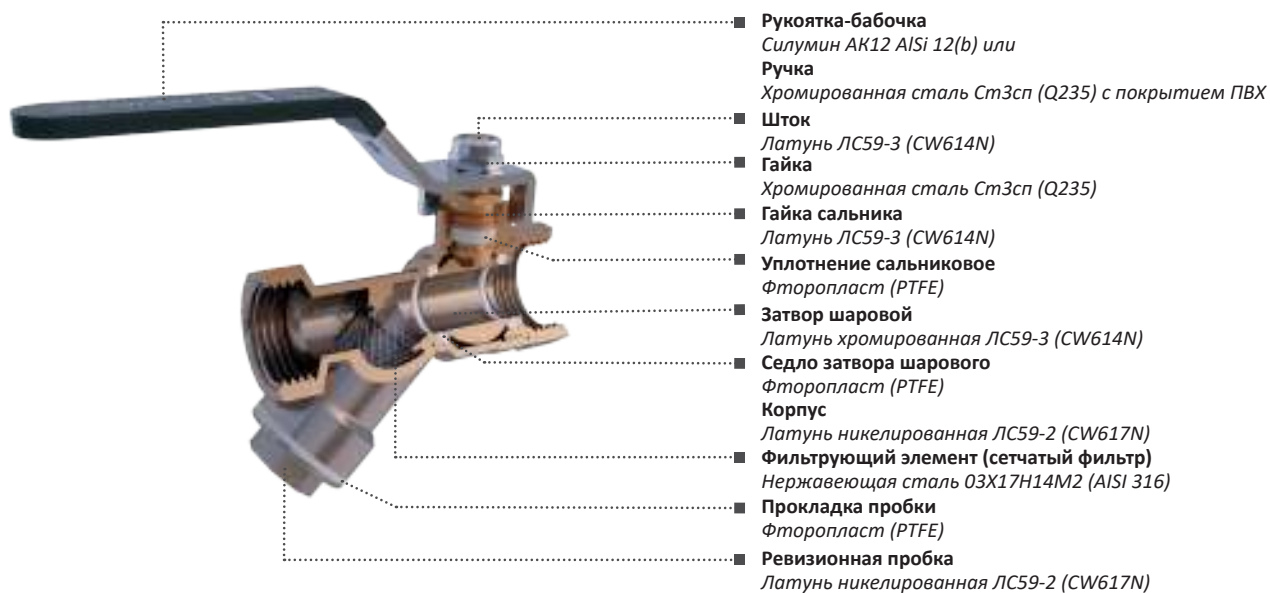 Рукоятка-бабочка
Силумин АК12 AlSi 12(b) или
Ручка
Хромированная сталь Ст3сп (Q235) с покрытием ПВХ
Шток
Латунь ЛС59-3 (CW614N)
Гайка
Хромированная сталь Ст3сп (Q235)
Гайка сальника
Латунь ЛС59-3 (CW614N)
Уплотнение сальниковое
Фторопласт (PTFE)
Затвор шаровой
Латунь хромированная ЛС59-3 (CW614N)
Седло затвора шарового
Фторопласт (PTFE)
Корпус
Латунь никелированная ЛС59-2 (CW617N)
Фильтрующий элемент (сетчатый фильтр)
Нержавеющая сталь 03Х17Н14М2 (AISI 316)
Прокладка пробки
Фторопласт (PTFE)
Ревизионная пробка
Латунь никелированная ЛС59-2 (CW617N)